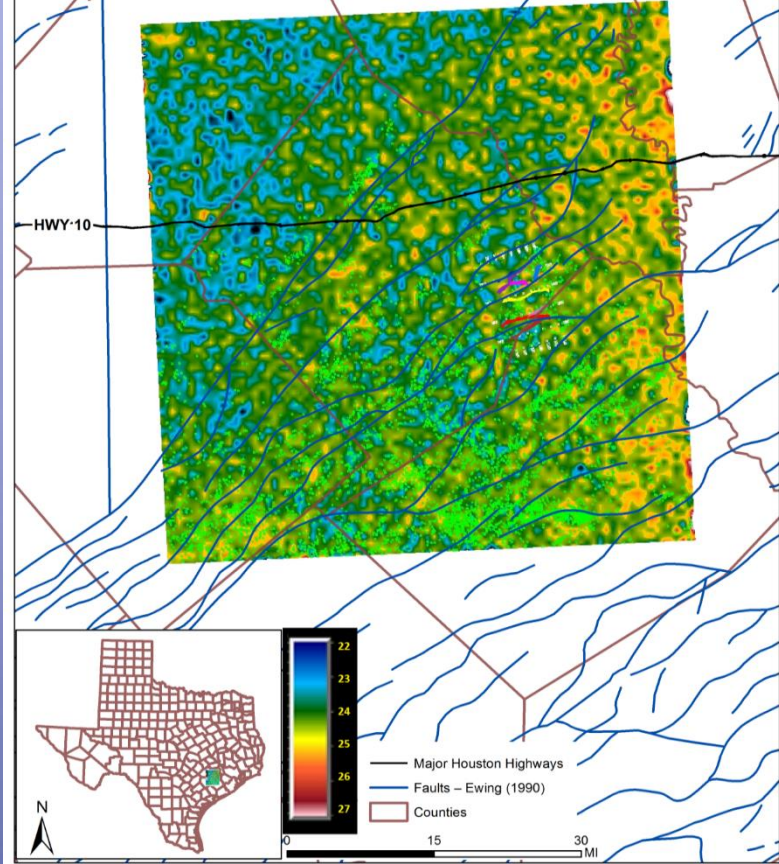 HWY-10
22
23
24
25
26
27
Major Houston Highways
Faults – Ewing (1990)
Counties
N
0 15 30
MI